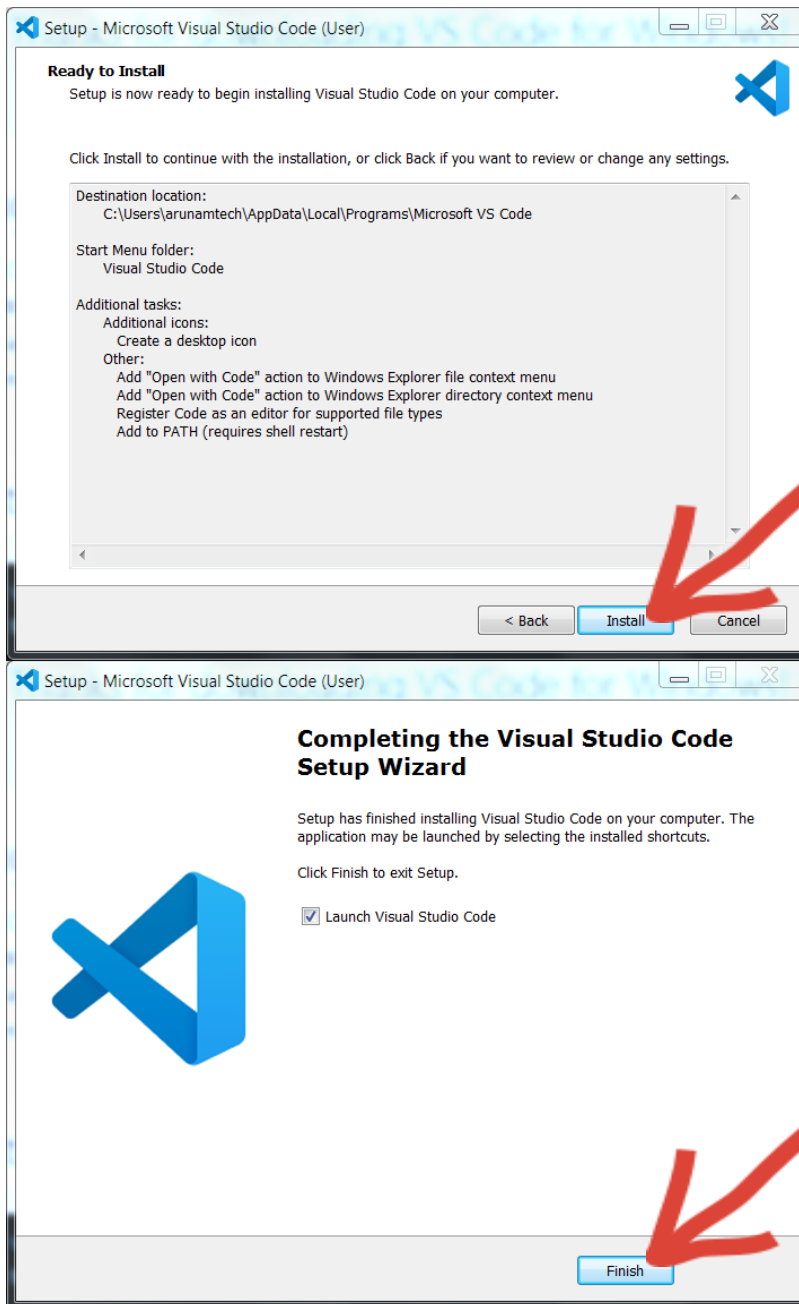 Setup - Microsoft Visual Studio Code (User)
Ready to Install
Setup is now ready to begin installing Visual Studio Code on your computer.
Click Install to continue with the installation, or click Back if you want to review or change any settings.
Destination location:
C:\Users\arunamtech\AppData\Local\Programs\Microsoft VS Code
Start Menu folder:
Visual Studio Code
Additional tasks:
Additional icons:
Create a desktop icon
Other:
Add "Open with Code" action to Windows Explorer file context menu
Add "Open with Code" action to Windows Explorer directory context menu
Register Code as an editor for supported file types
Add to PATH (requires shell restart)
< Back Install Cancel
Setup - Microsoft Visual Studio Code (User)
Completing the Visual Studio Code
Setup Wizard
Setup has finished installing Visual Studio Code on your computer. The
application may be launched by selecting the installed shortcuts.
Click Finish to exit Setup.
Launch Visual Studio Code
Finish